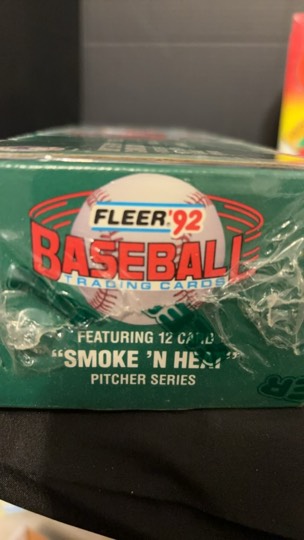 FLEER '92
BASEBALL
TRADING CARDS
FEATURING 12 CARD
"SMOKE 'N HEAT"
PITCHER SERIES